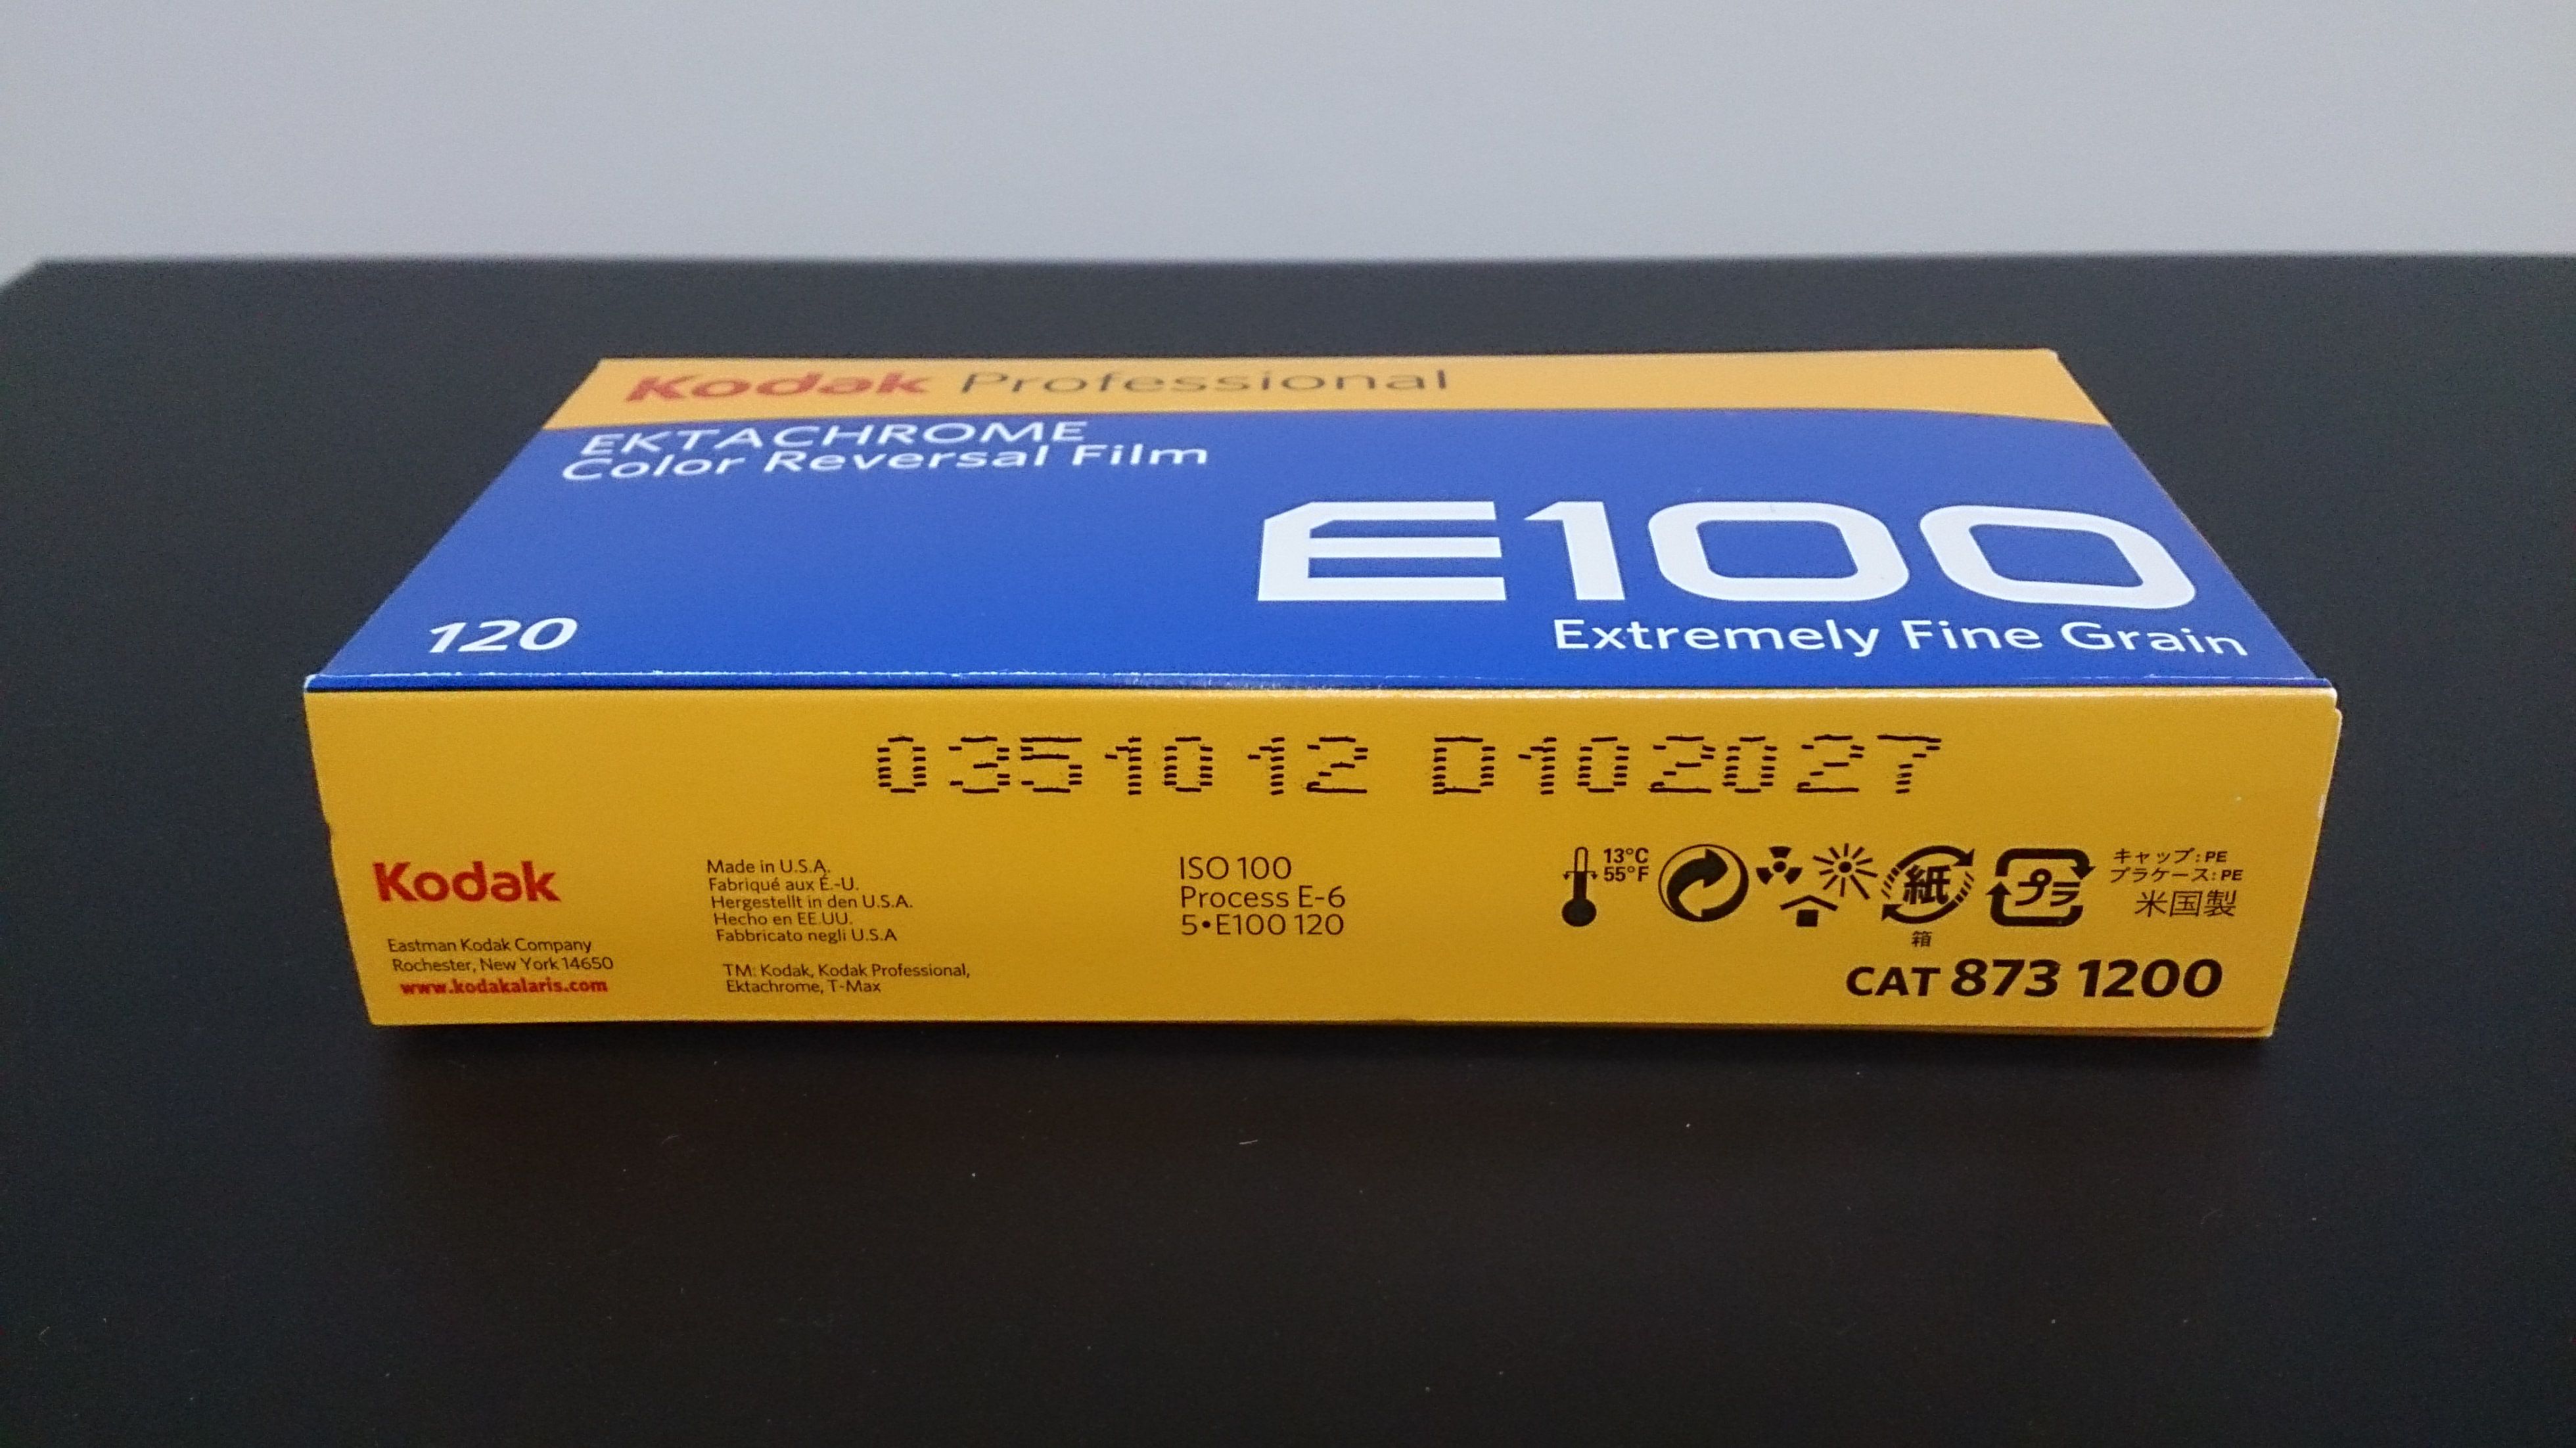 Kodak Professional
EKTACHROME
Color Reversal Film
E100
Extremely Fine Grain
120
0351012 D102027
Kodak
Eastman Kodak Company
Rochester, New York 14650
www.kodakalaris.com
Made in U.S.A.
Fabriqué aux É.-U.
Hergestellt in den U.S.A.
Hecho en EE.UU.
Fabbricato negli U.S.A
TM: Kodak, Kodak Professional,
Ektachrome, T-Max
ISO 100
Process E-6
5•E100 120
13°C
55°F
紙
箱
プラ
キャップ: PE
プラケース: PE
米国製
CAT 873 1200